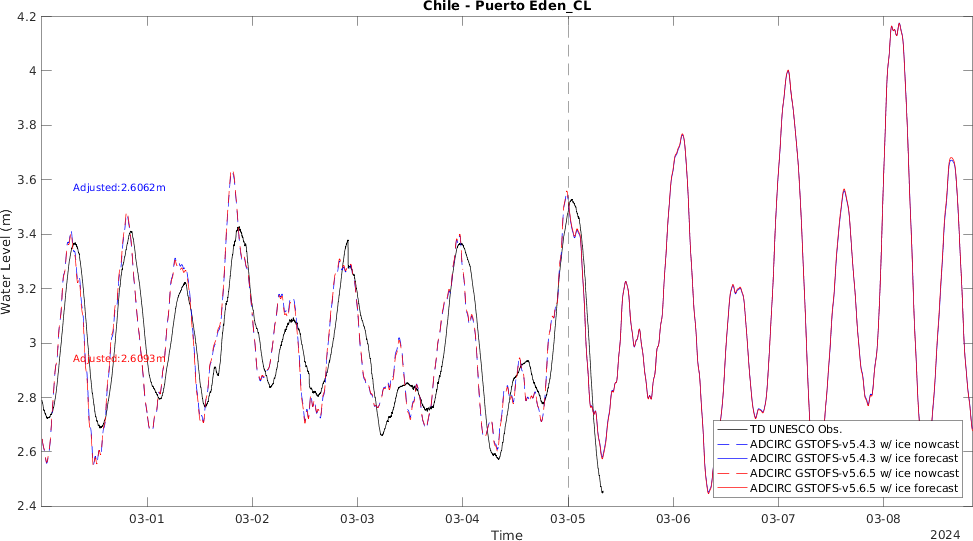 Chile - Puerto Eden_CL
4.2
4
3.8
3.6
3.4
3.2
3
2.8
2.6
2.4
Water Level (m)
Adjusted:2.6062m
Adjusted:2.6093m
TD UNESCO Obs.
ADCIRC GSTOFS-v5.4.3 w/ ice nowcast
ADCIRC GSTOFS-v5.4.3 w/ ice forecast
ADCIRC GSTOFS-v5.6.5 w/ ice nowcast
ADCIRC GSTOFS-v5.6.5 w/ ice forecast
03-01 03-02 03-03 03-04 03-05 03-06 03-07 03-08
Time
2024